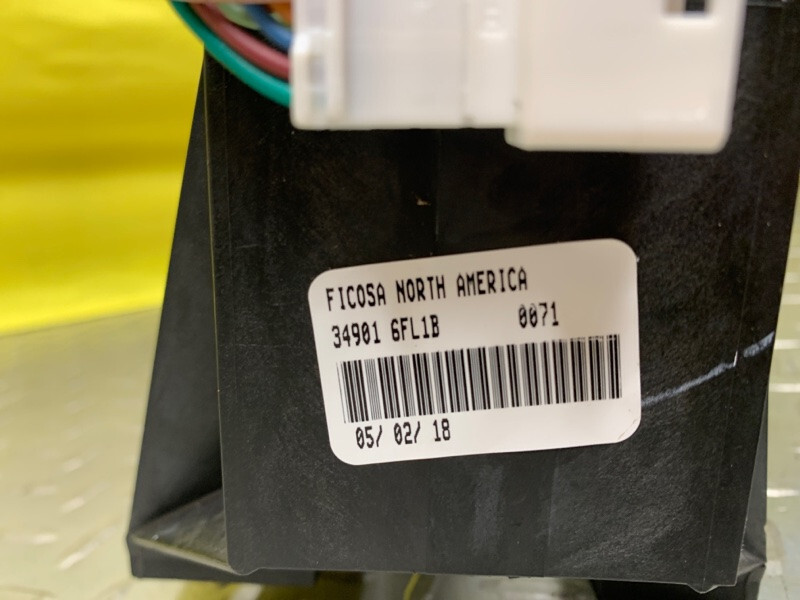 FICOSA NORTH AMERICA
34901 6FL1B 0071
05/ 02/ 18